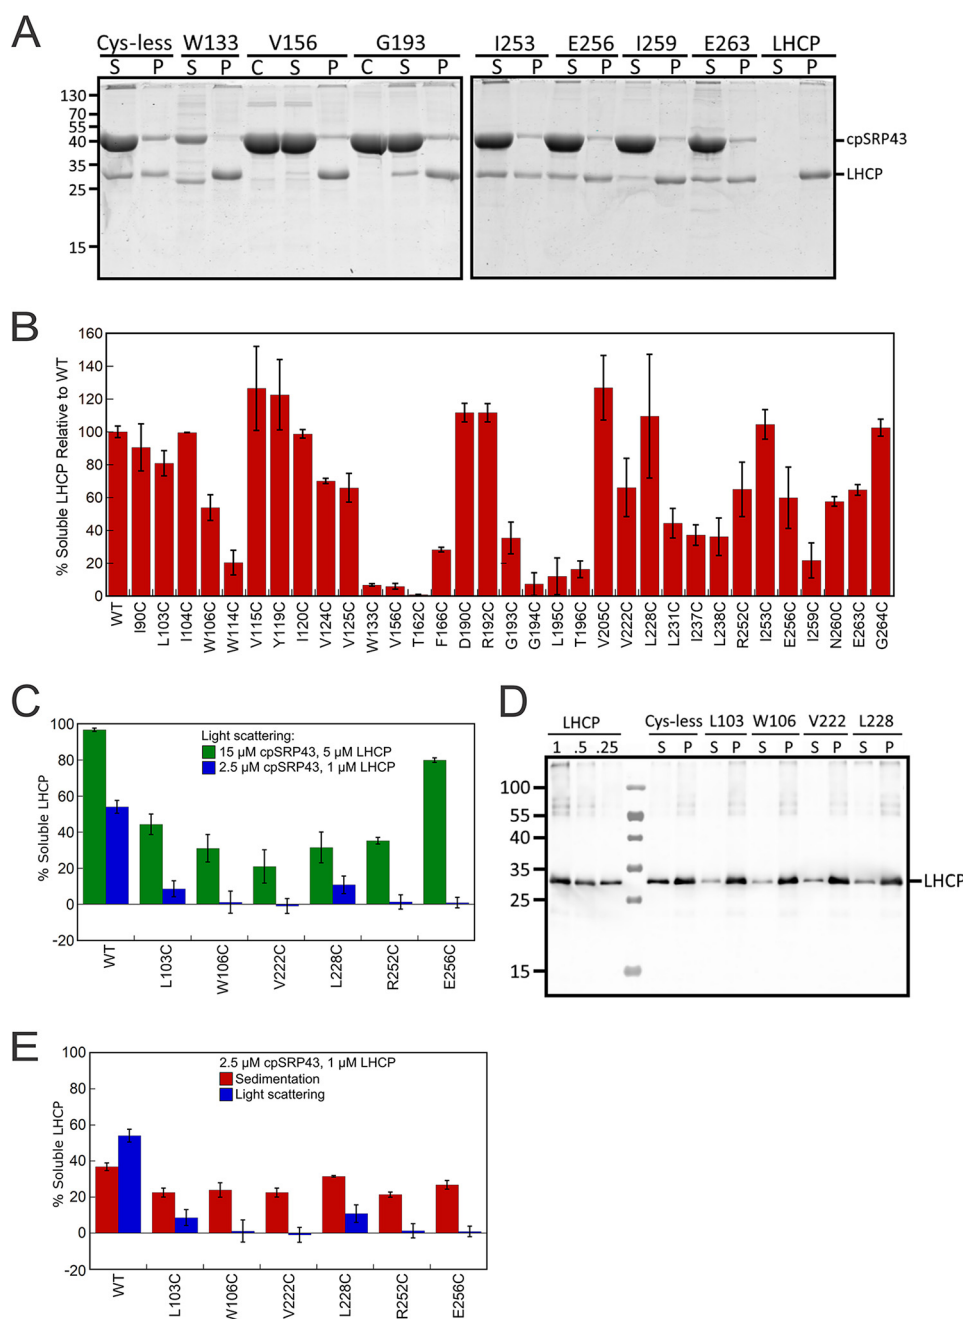 A
Cys-less W133 V156 G193 I253 E256 I259 E263 LHCP
S P S P C S P C S P S P S P S P S P S P
130
70
55
40
35
25
15
cpSRP43
LHCP
B
% Soluble LHCP Relative to WT
160
140
120
100
80
60
40
20
0
WT I90C L103C I104C W106C W114C V115C Y119C I120C V124C V125C W133C V156C T162C F166C D190C R192C G193C G194C L195C T196C V205C V222C L228C L231C I237C L238C R252C I253C E256C I259C N260C E263C G264C
C
% Soluble LHCP
100
80
60
40
20
0
-20
Light scattering:
15 µM cpSRP43, 5 µM LHCP
2.5 µM cpSRP43, 1 µM LHCP
WT L103C W106C V222C L228C R252C E256C
D
LHCP Cys-less L103 W106 V222 L228
1 .5 .25 S P S P S P S P S P
100
55
40
35
25
15
LHCP
E
% Soluble LHCP
100
80
60
40
20
0
-20
2.5 µM cpSRP43, 1 µM LHCP
Sedimentation
Light scattering
WT L103C W106C V222C L228C R252C E256C